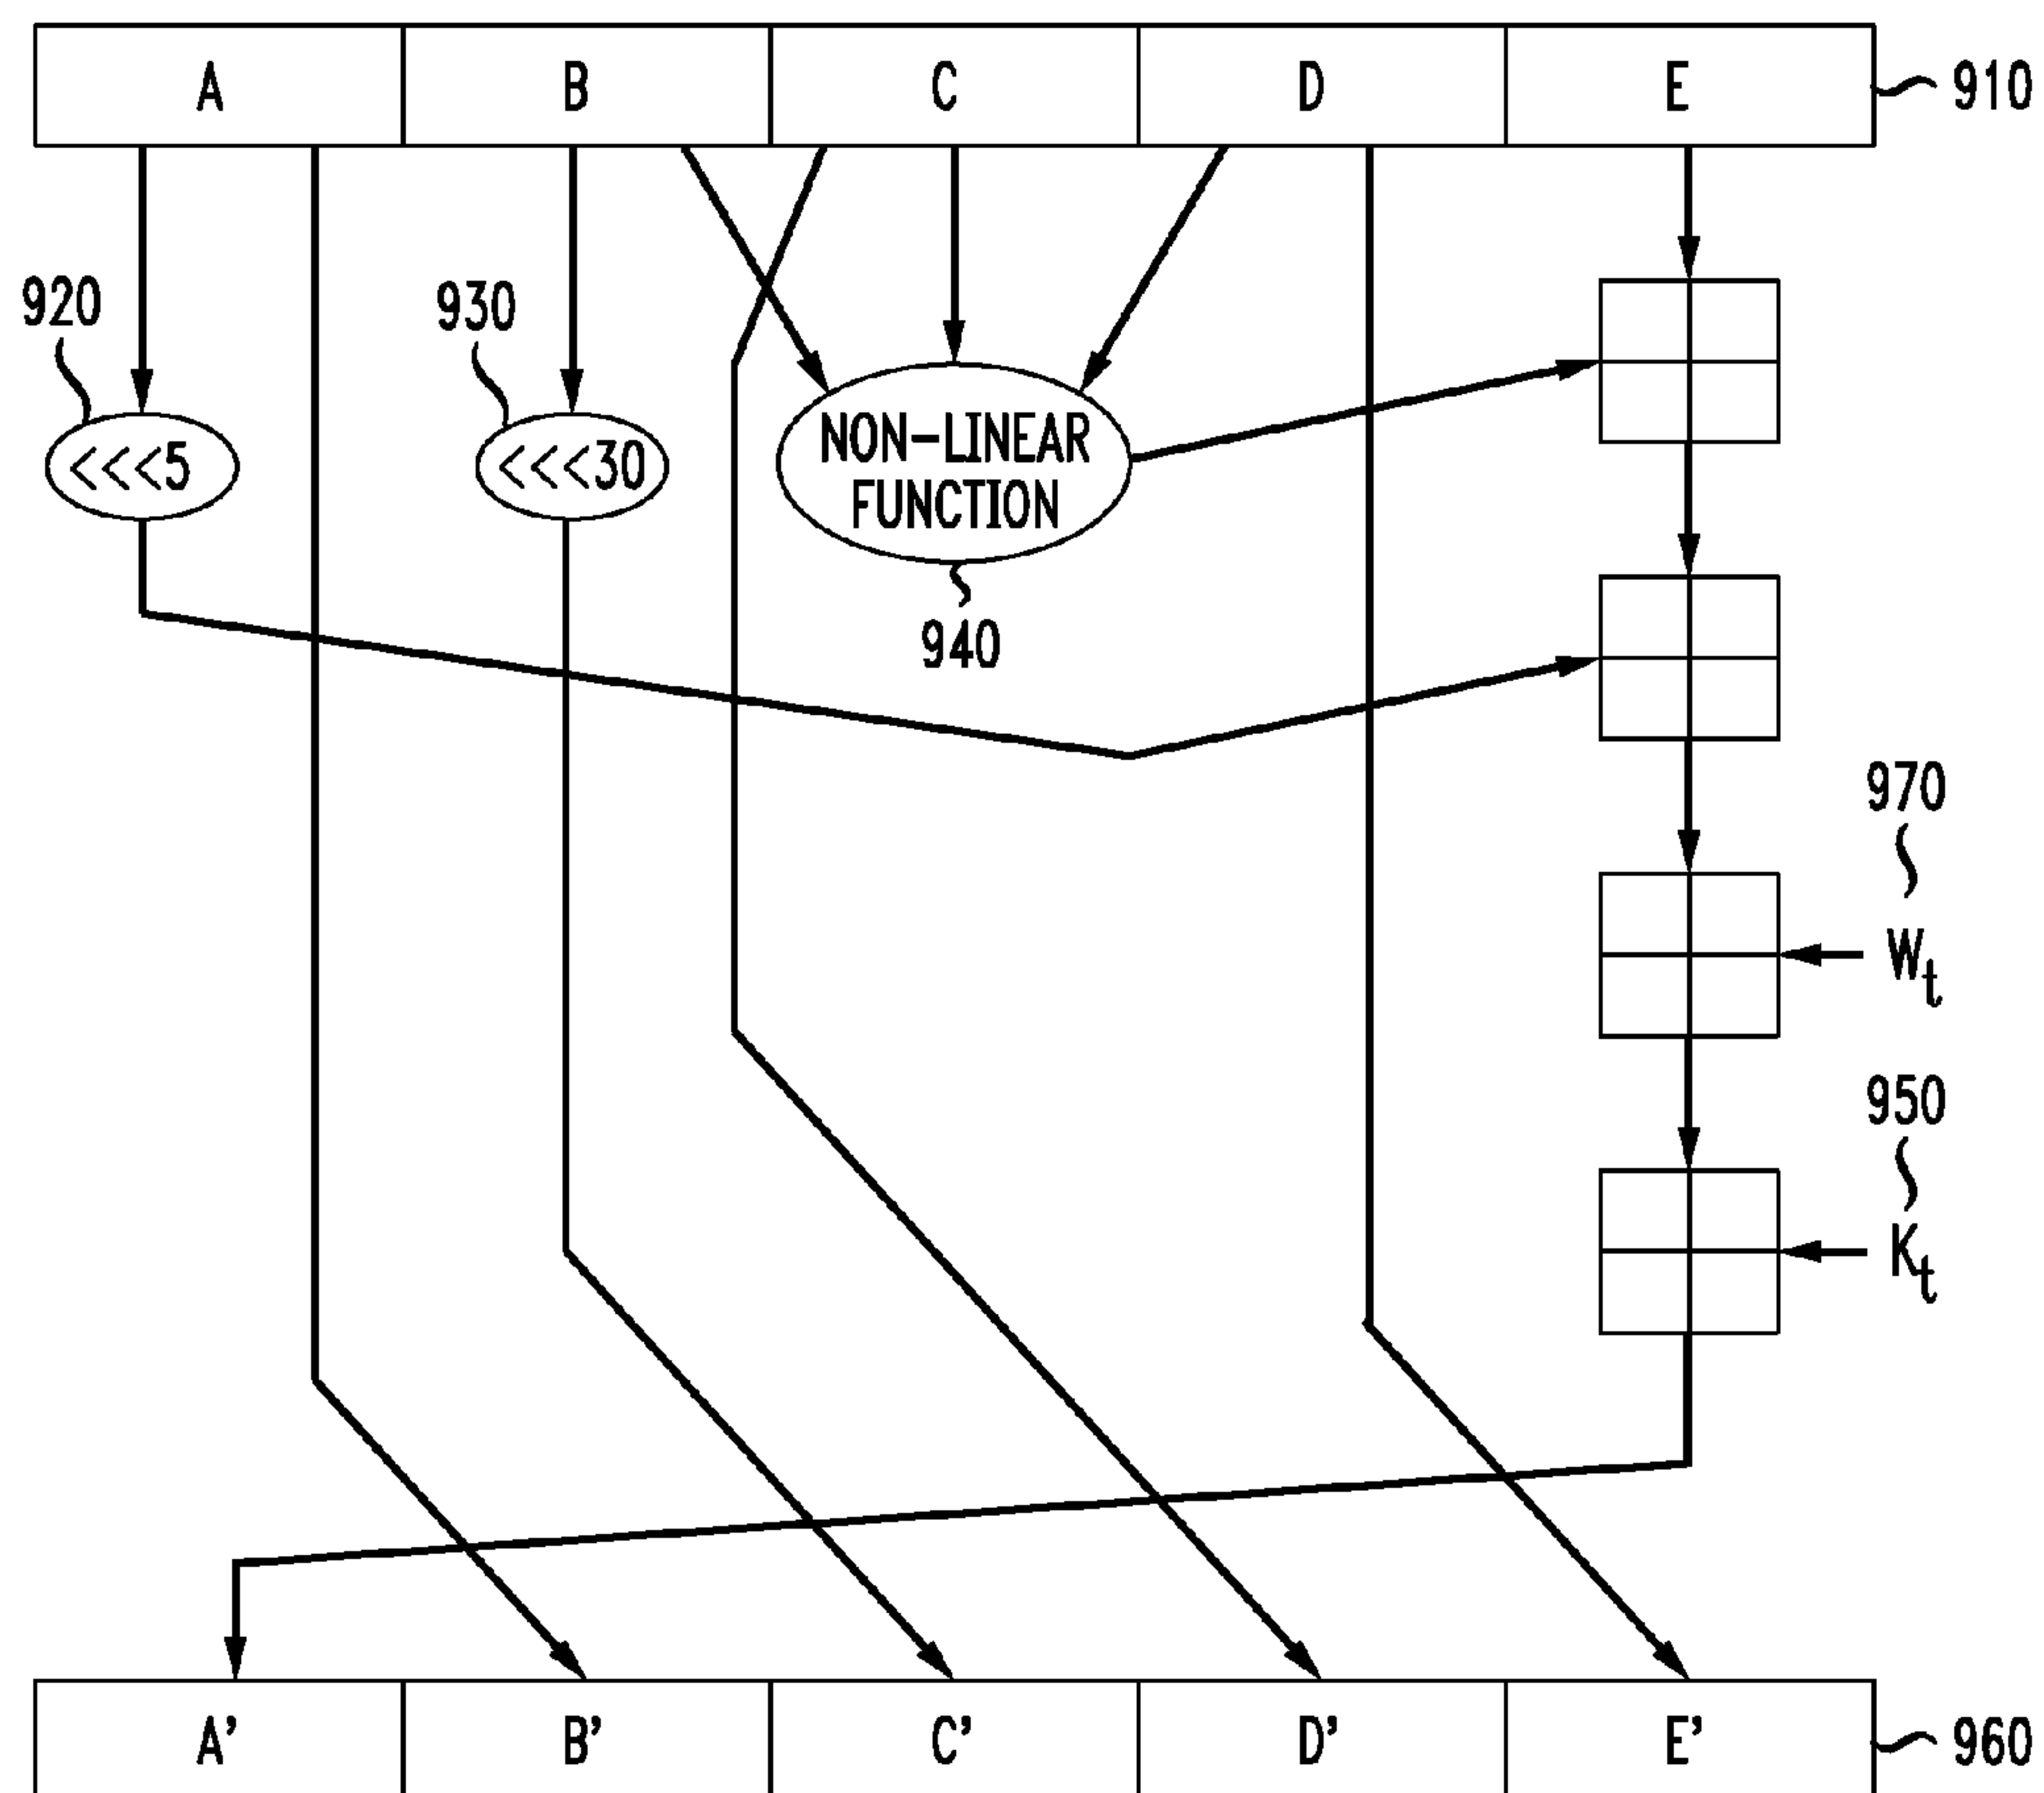 A B C D E 910
920
930
<<<5
<<<30
NON-LINEAR
FUNCTION
940
970
Wt
950
Kt
A' B' C' D' E' 960